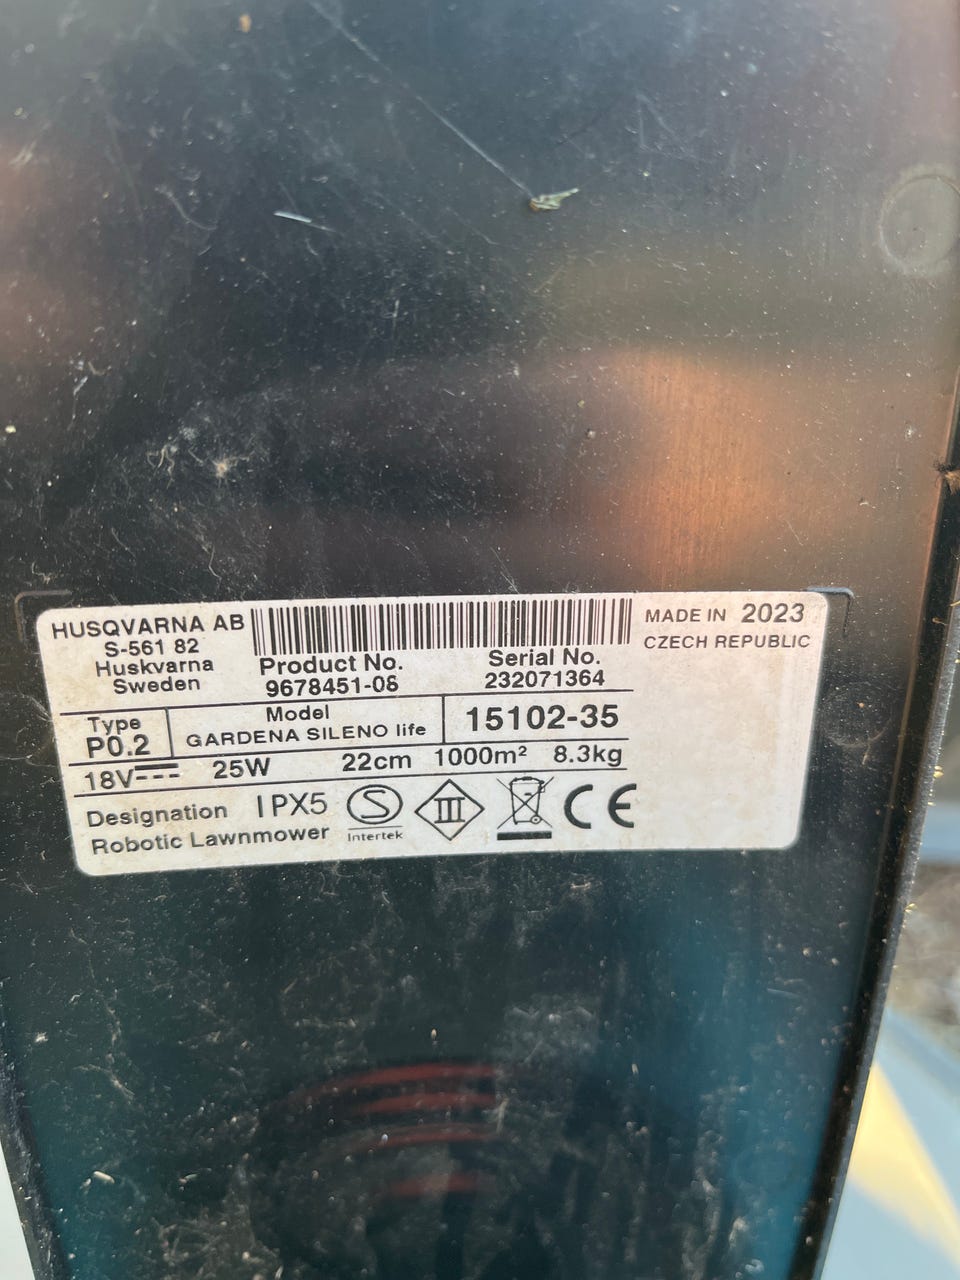 HUSQVARNA AB
S-561 82
Huskvarna
Sweden
Product No.
9678451-08
Serial No.
232071364
MADE IN 2023
CZECH REPUBLIC
Type
P0.2
Model
GARDENA SILENO life
15102-35
18V 25W 22cm 1000m² 8.3kg
Designation
Robotic Lawnmower
IPX5
S
Intertek
III
CE